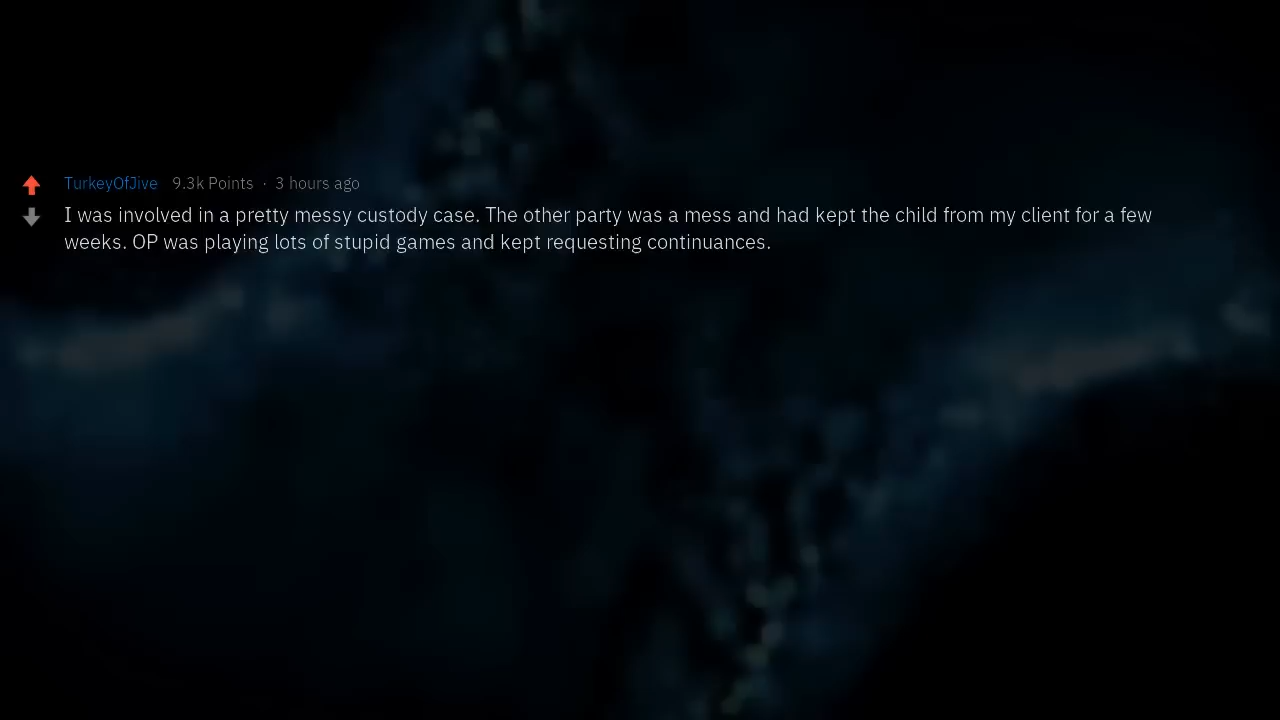 TurkeyOfJive 9.3k Points · 3 hours ago
I was involved in a pretty messy custody case. The other party was a mess and had kept the child from my client for a few
weeks. OP was playing lots of stupid games and kept requesting continuances.